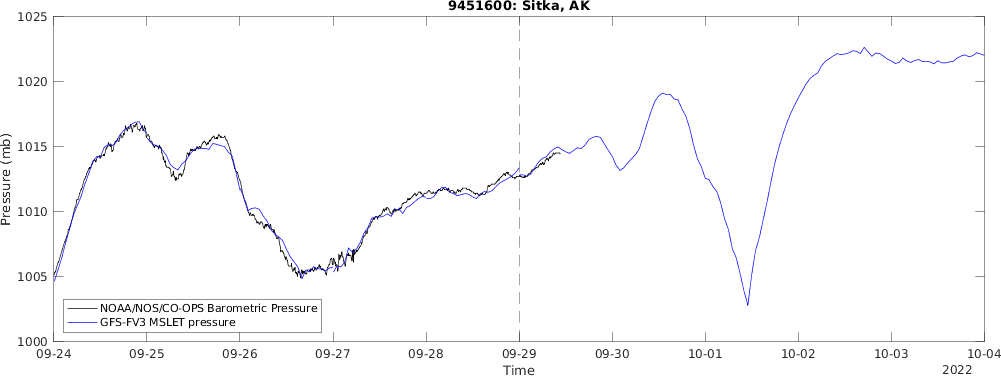 9451600: Sitka, AK
Pressure (mb)
1025
1020
1015
1010
1005
1000
NOAA/NOS/CO-OPS Barometric Pressure
GFS-FV3 MSLET pressure
09-24 09-25 09-26 09-27 09-28 09-29 09-30 10-01 10-02 10-03 10-04
Time
2022